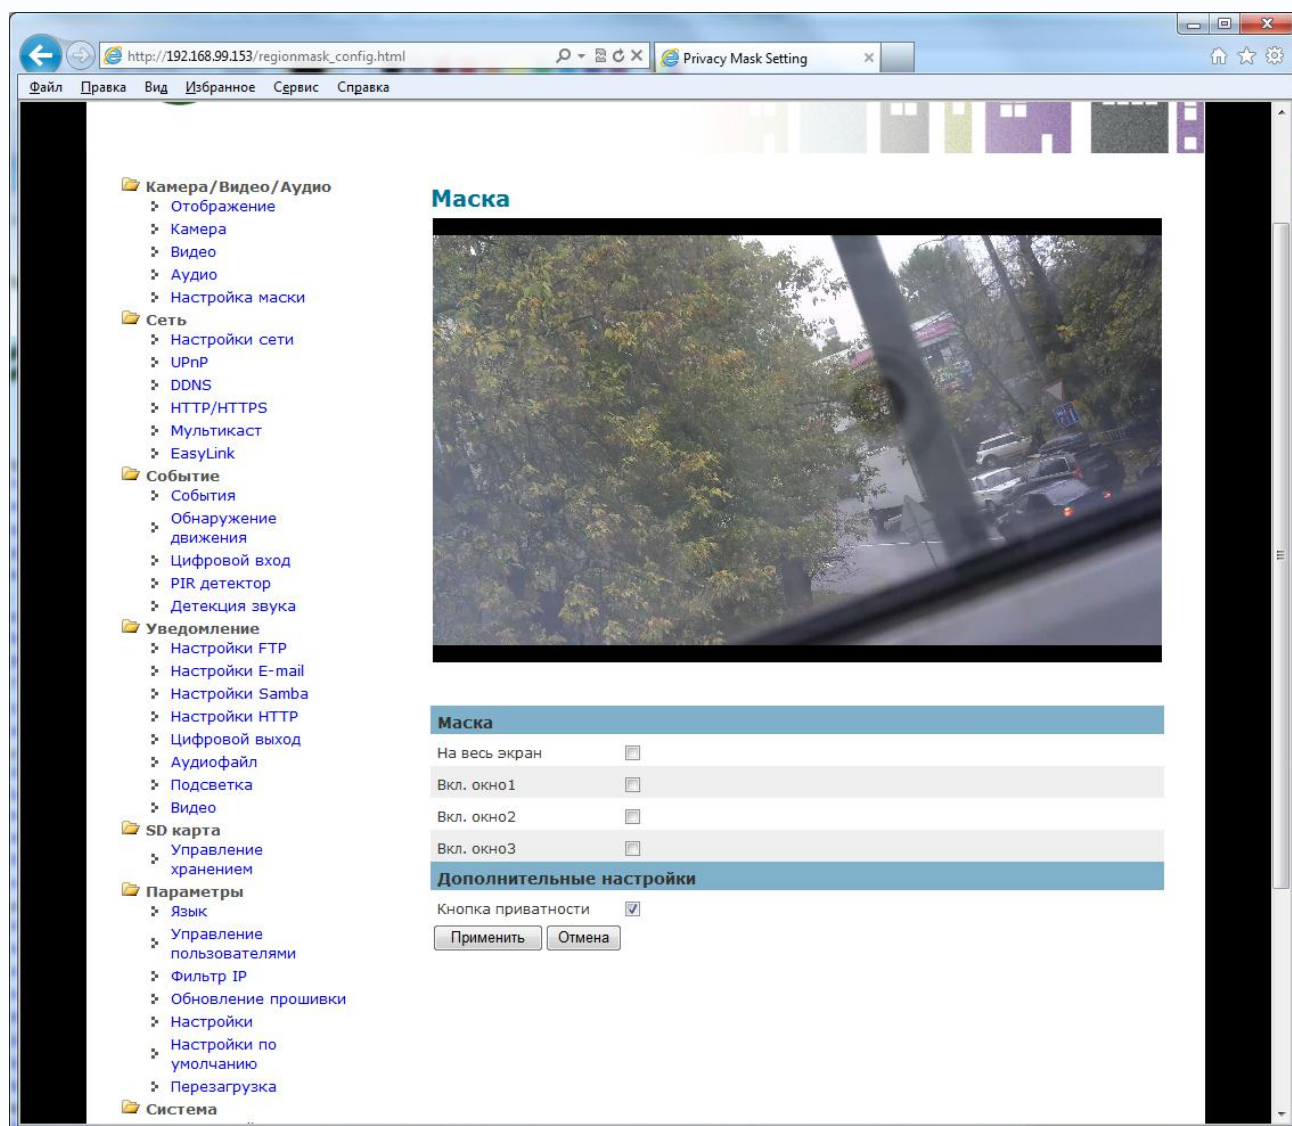 http://192.168.99.153/regionmask_config.html
Privacy Mask Setting
Файл Правка Вид Избранное Сервис Справка
Камера/Видео/Аудио
Отображение
Камера
Видео
Аудио
Настройка маски
Сеть
Настройки сети
UPnP
DDNS
HTTP/HTTPS
Мультикаст
EasyLink
Событие
События
Обнаружение
движения
Цифровой вход
PIR детектор
Детекция звука
Уведомление
Настройки FTP
Настройки E-mail
Настройки Samba
Настройки HTTP
Цифровой выход
Аудиофайл
Подсветка
Видео
SD карта
Управление
хранением
Параметры
Язык
Управление
пользователями
Фильтр IP
Обновление прошивки
Настройки
Настройки по
умолчанию
Перезагрузка
Система
Маска
Маска
На весь экран
Вкл. окно1
Вкл. окно2
Вкл. окно3
Дополнительные настройки
Кнопка приватности
Применить Отмена